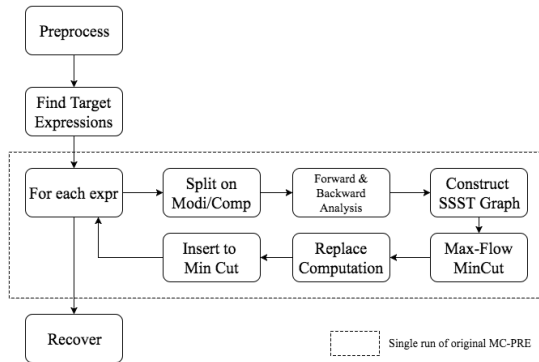 Preprocess
Find Target
Expressions
For each expr
Split on
Modi/Comp
Forward &
Backward
Analysis
Construct
SSST Graph
Insert to
Min Cut
Replace
Computation
Max-Flow
MinCut
Recover
Single run of original MC-PRE